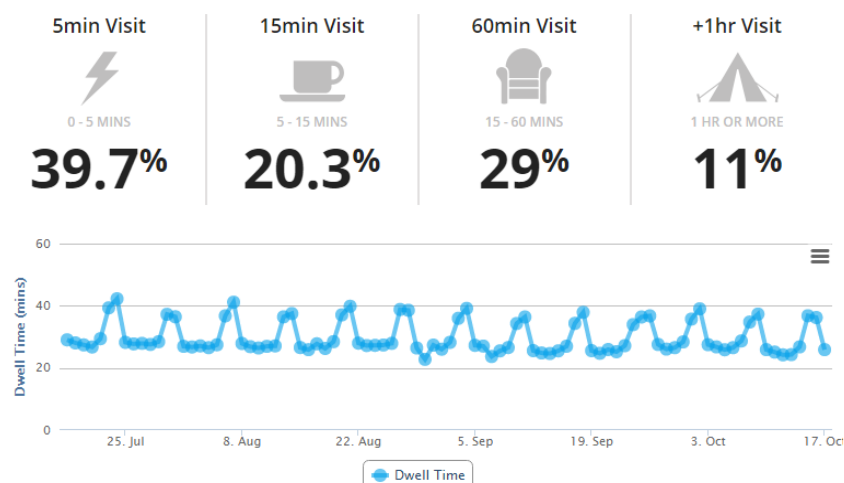 5min Visit
15min Visit
60min Visit
+1hr Visit
0 - 5 MINS
5 - 15 MINS
15 - 60 MINS
1 HR OR MORE
39.7%
20.3%
29%
11%
60
40
20
0
Dwell Time (mins)
25. Jul
8. Aug
22. Aug
5. Sep
19. Sep
3. Oct
17. Oct
Dwell Time